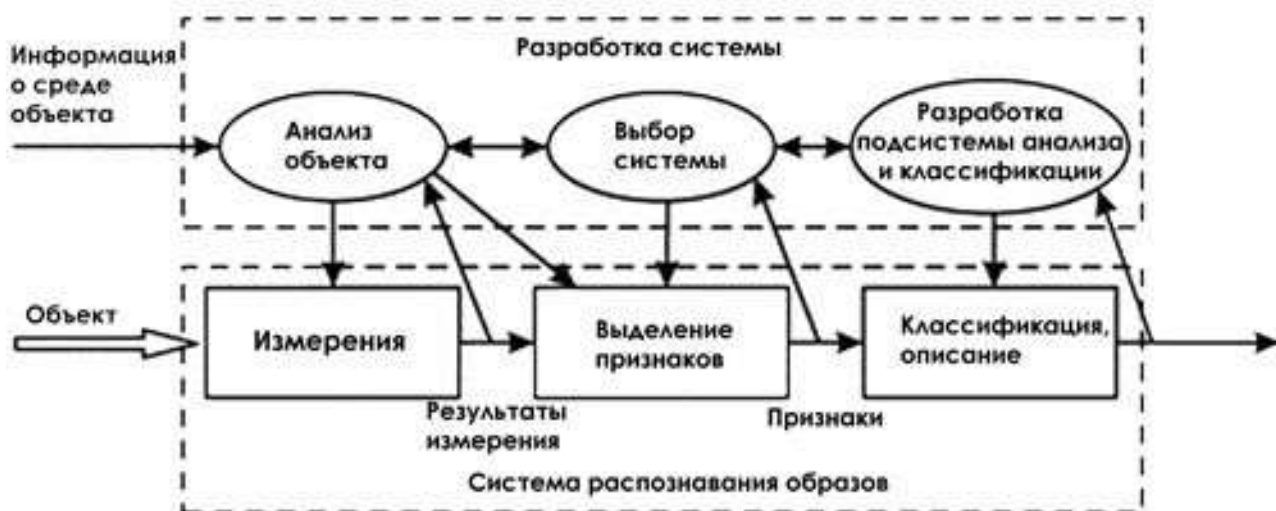 Разработка системы
Информация
о среде
объекта
Анализ
объекта
Выбор
системы
Разработка
подсистемы анализа
и классификации
Объект
Измерения
Выделение
признаков
Классификация,
описание
Результаты
измерения
Признаки
Система распознавания образов